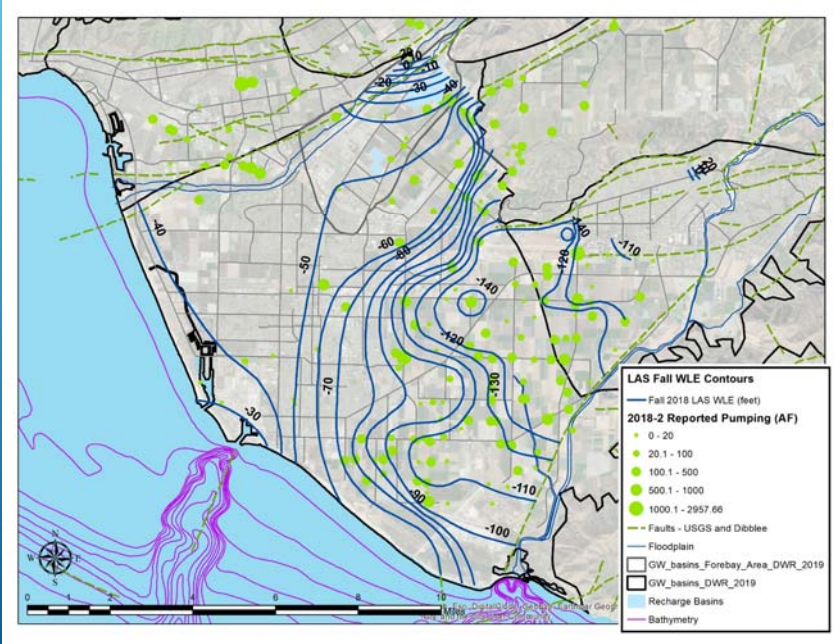 -10
-20
-30
-40
-40
-50
-60
-80
-70
-30
-140
-120
-130
-110
-90
-100
-140
-120
-110
N
W
E
S
0
1
2
4
6
8
10
Miles
LAS Fall WLE Contours
Fall 2018 LAS WLE (feet)
2018-2 Reported Pumping (AF)
0 - 20
20.1 - 100
100.1 - 500
500.1 - 1000
1000.1 - 2957.66
Faults - USGS and Dibblee
Floodplain
GW_basins_Forebay_Area_DWR_2019
GW_basins_DWR_2019
Recharge Basins
Bathymetry